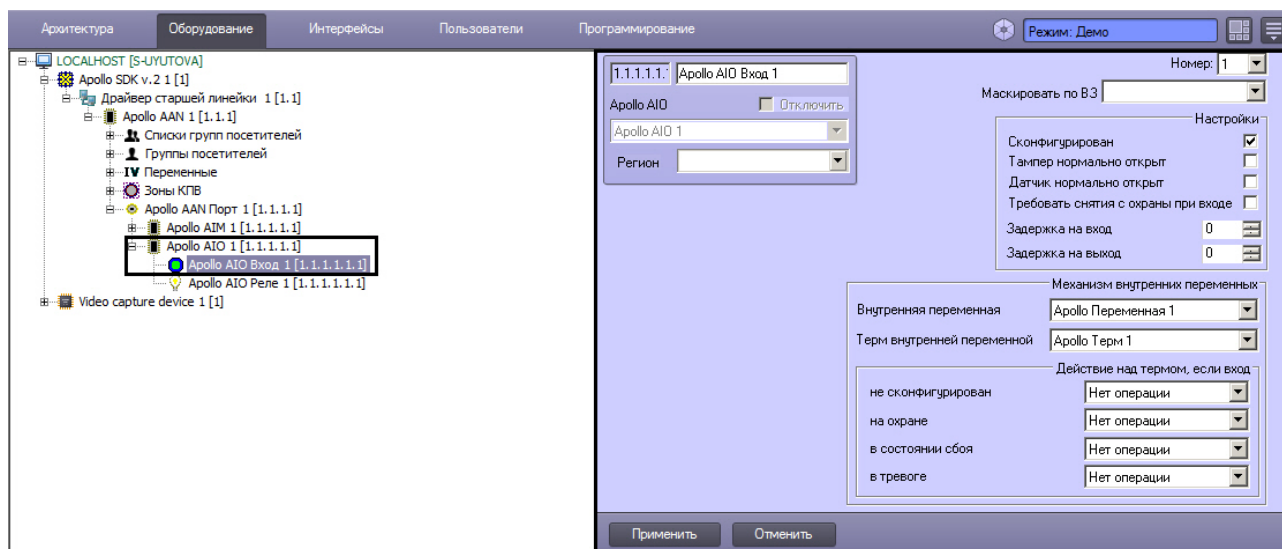 Архитектура Оборудование Интерфейсы Пользователи Программирование Режим: Демо
LOCALHOST [S-UYUTOVA]
Apollo SDK v.2 1 [1]
Драйвер старшей линейки 1 [1.1]
Apollo AAN 1 [1.1.1]
Списки групп посетителей
Группы посетителей
IV Переменные
Зоны КПВ
Apollo AAN Порт 1 [1.1.1.1]
Apollo AIM 1 [1.1.1.1.1]
Apollo AIO 1 [1.1.1.1.1]
Apollo AIO Вход 1 [1.1.1.1.1.1]
Apollo AIO Реле 1 [1.1.1.1.1.1]
Video capture device 1 [1]
1.1.1.1.1. Apollo AIO Вход 1
Apollo AIO Отключить
Apollo AIO 1
Регион
Номер: 1
Маскировать по ВЗ
Настройки
Сконфигурирован
Тампер нормально открыт
Датчик нормально открыт
Требовать снятия с охраны при входе
Задержка на вход 0
Задержка на выход 0
Механизм внутренних переменных
Внутренняя переменная Apollo Переменная 1
Терм внутренней переменной Apollo Терм 1
Действие над термом, если вход
не сконфигурирован Нет операции
на охране Нет операции
в состоянии сбоя Нет операции
в тревоге Нет операции
Применить Отменить